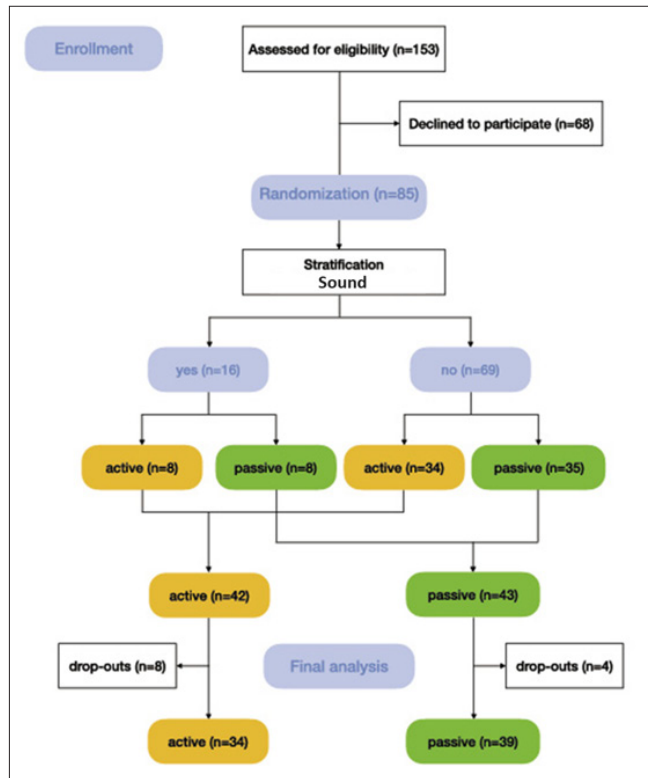 Enrollment
Assessed for eligibility (n=153)
Declined to participate (n=68)
Randomization (n=85)
Stratification
Sound
yes (n=16)
no (n=69)
active (n=8)
passive (n=8)
active (n=34)
passive (n=35)
active (n=42)
passive (n=43)
drop-outs (n=8)
Final analysis
drop-outs (n=4)
active (n=34)
passive (n=39)